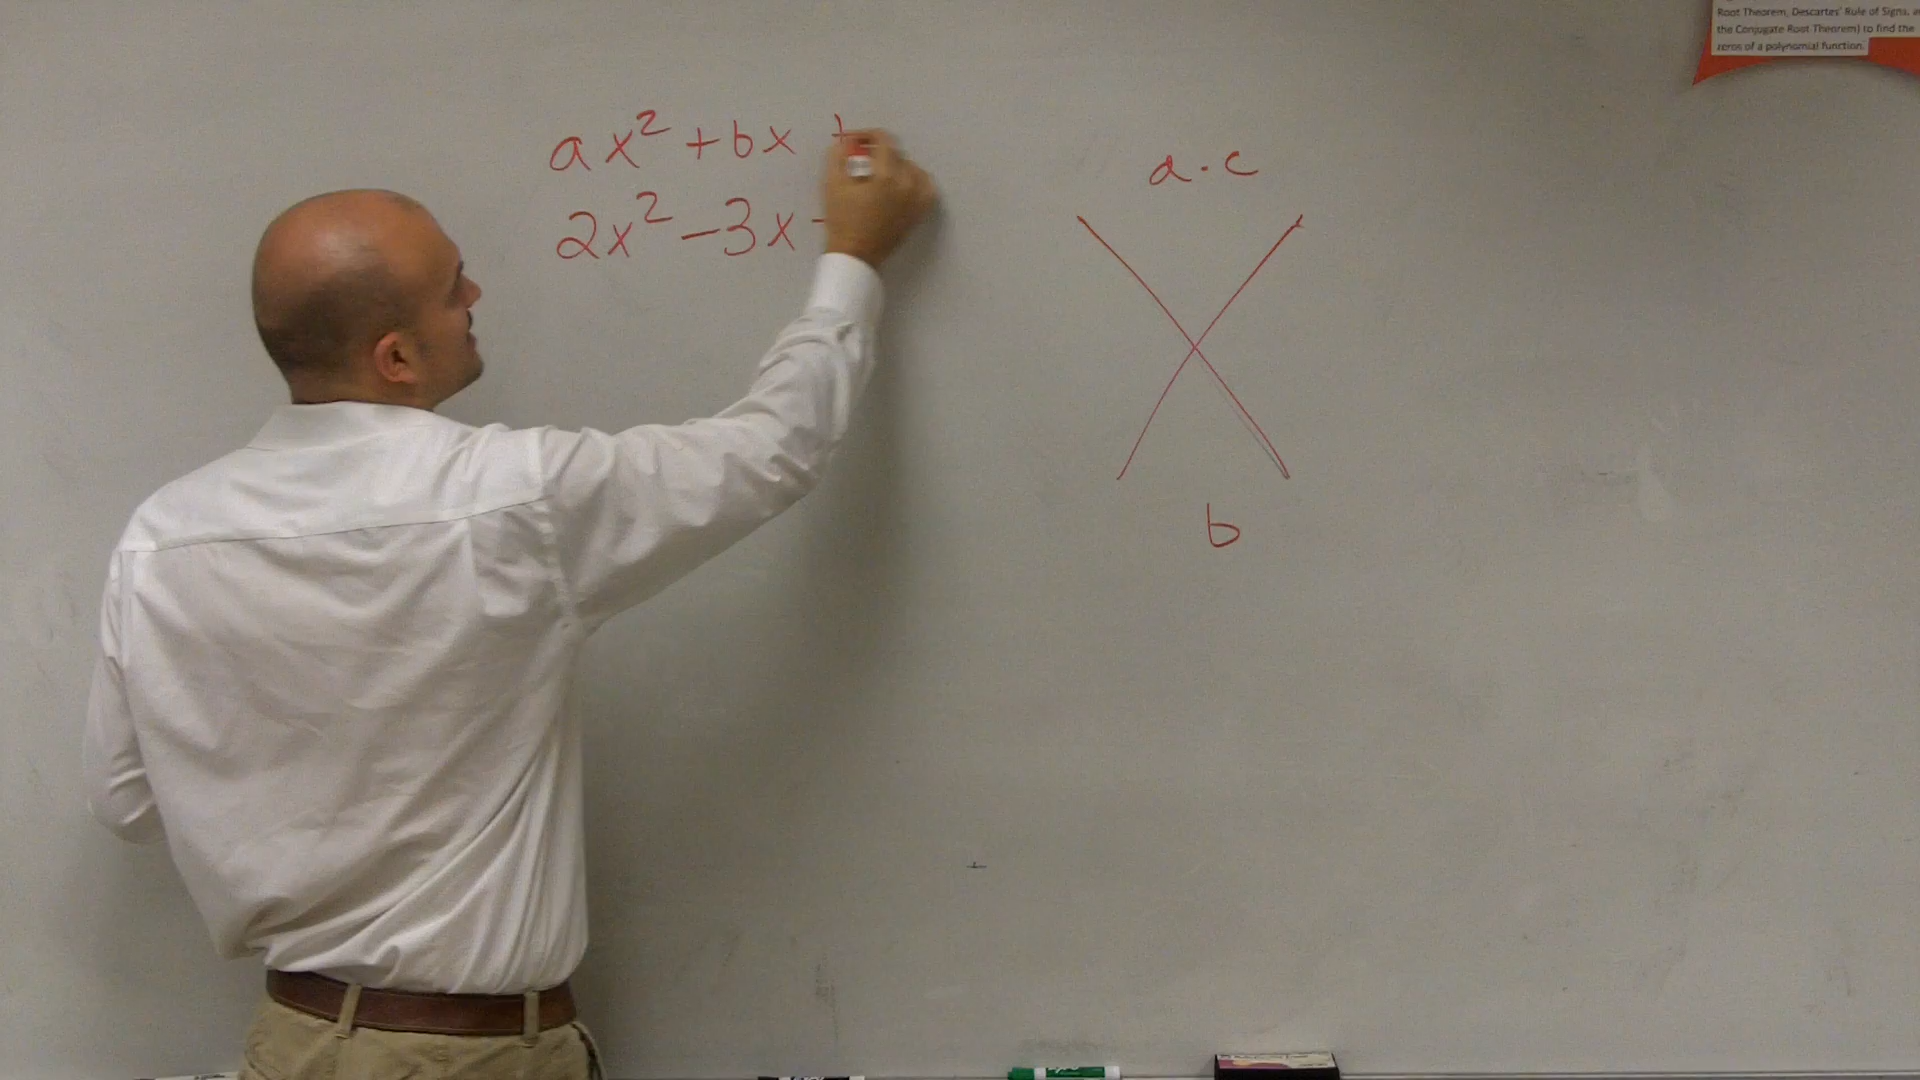 Root Theorem, Descartes' Rule of Signs,
the Conjugate Root Theorem) to find the
zeros of a polynomial function.
ax² + bx +
2x² - 3x -
a · c
b